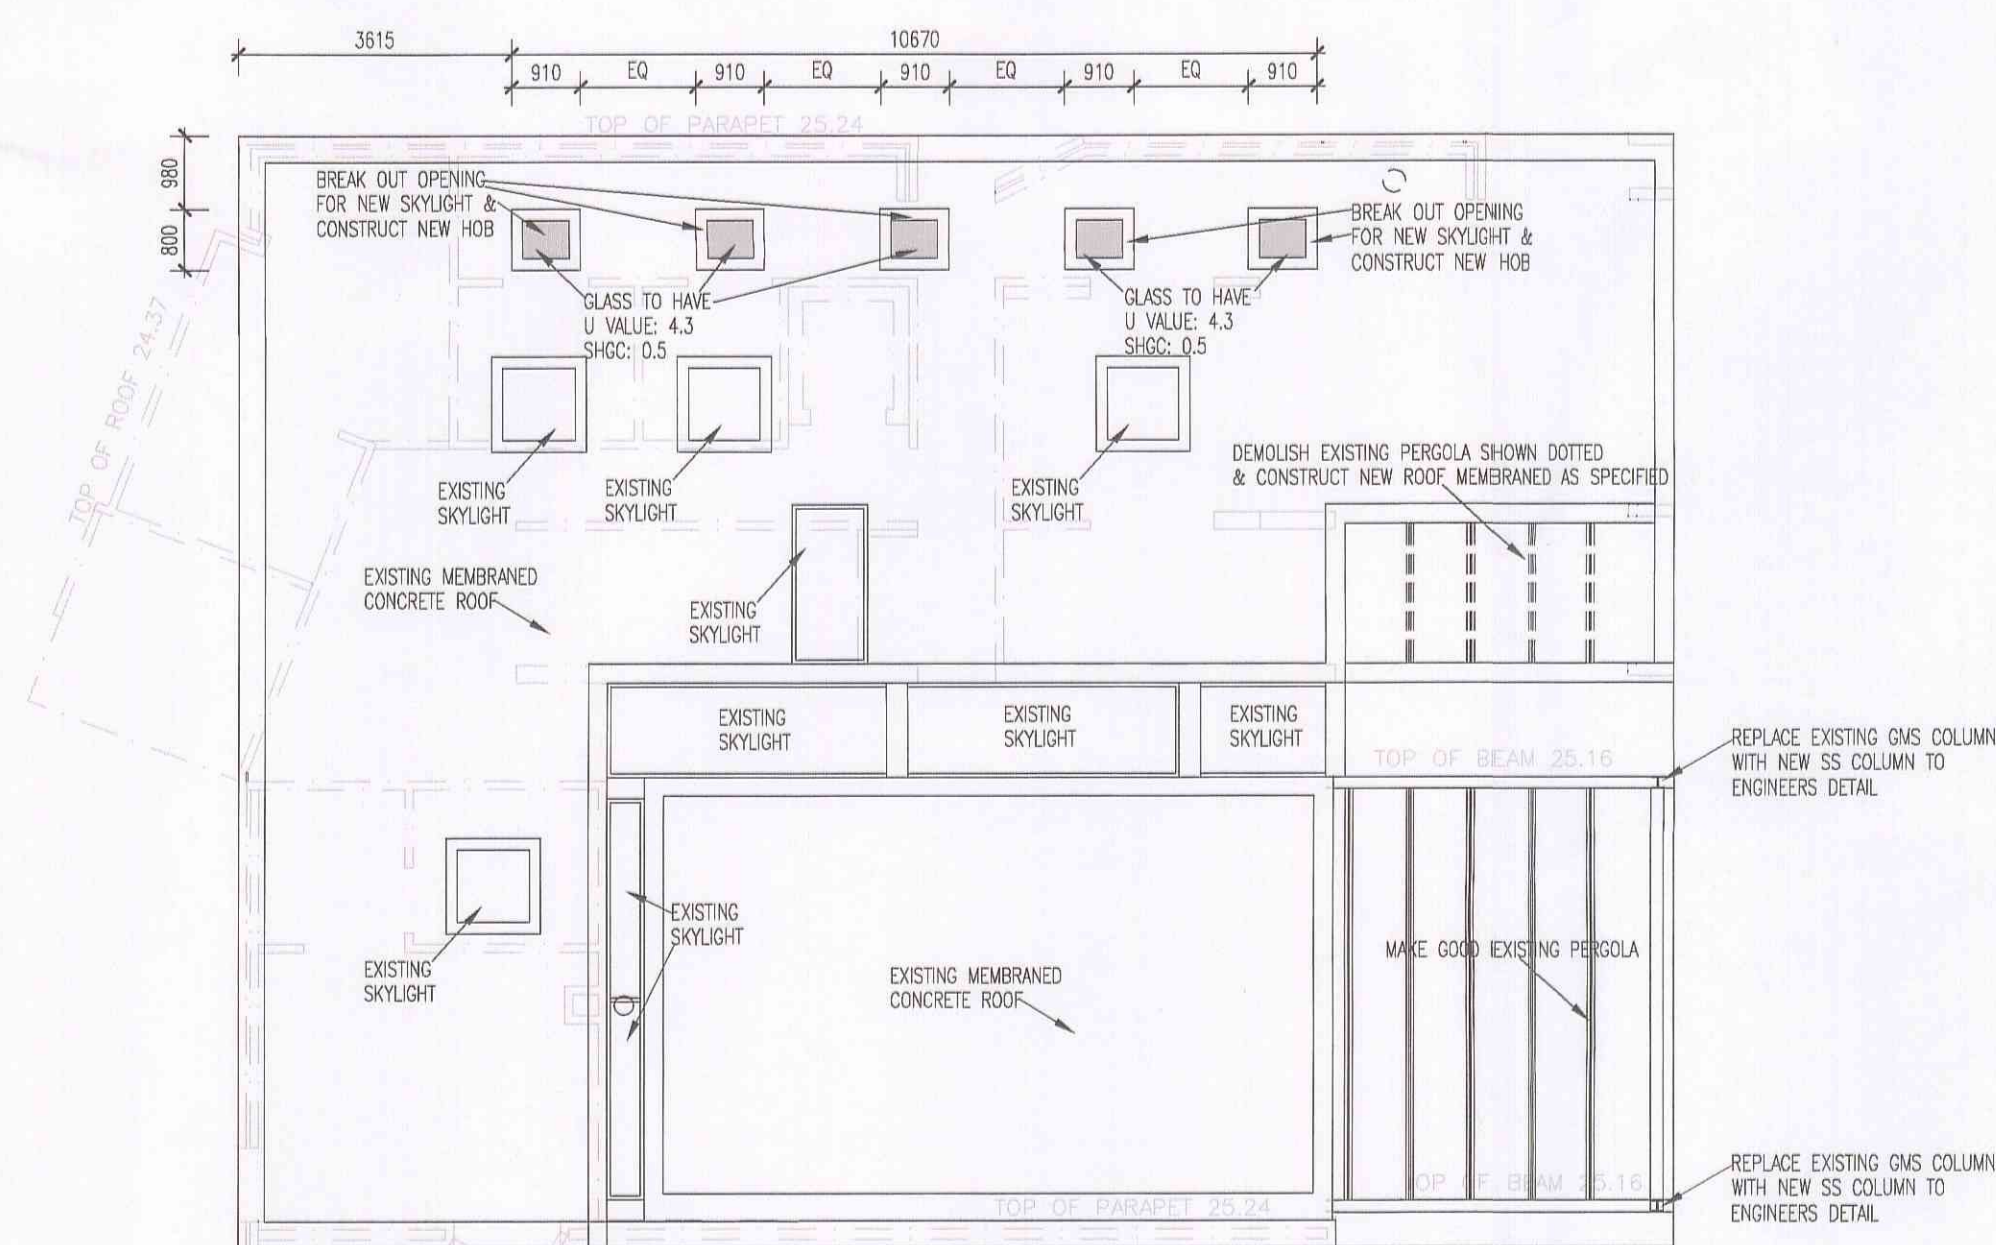 3615
10670
910 EQ 910 EQ 910 EQ 910 EQ 910
TOP OF PARAPET 25.24
980
800
BREAK OUT OPENING
FOR NEW SKYLIGHT &
CONSTRUCT NEW HOB
BREAK OUT OPENING
FOR NEW SKYLIGHT &
CONSTRUCT NEW HOB
GLASS TO HAVE
U VALUE: 4.3
SHGC: 0.5
GLASS TO HAVE
U VALUE: 4.3
SHGC: 0.5
TOP OF ROOF 24.37
DEMOLISH EXISTING PERGOLA SHOWN DOTTED
& CONSTRUCT NEW ROOF MEMBRANED AS SPECIFIED
EXISTING
SKYLIGHT
EXISTING
SKYLIGHT
EXISTING
SKYLIGHT
EXISTING MEMBRANED
CONCRETE ROOF
EXISTING
SKYLIGHT
EXISTING
SKYLIGHT
EXISTING
SKYLIGHT
EXISTING
SKYLIGHT
TOP OF BEAM 25.16
REPLACE EXISTING GMS COLUMN
WITH NEW SS COLUMN TO
ENGINEERS DETAIL
EXISTING
SKYLIGHT
EXISTING
SKYLIGHT
EXISTING MEMBRANED
CONCRETE ROOF
MAKE GOOD EXISTING PERGOLA
TOP OF BEAM 25.16
TOP OF PARAPET 25.24
REPLACE EXISTING GMS COLUMN
WITH NEW SS COLUMN TO
ENGINEERS DETAIL